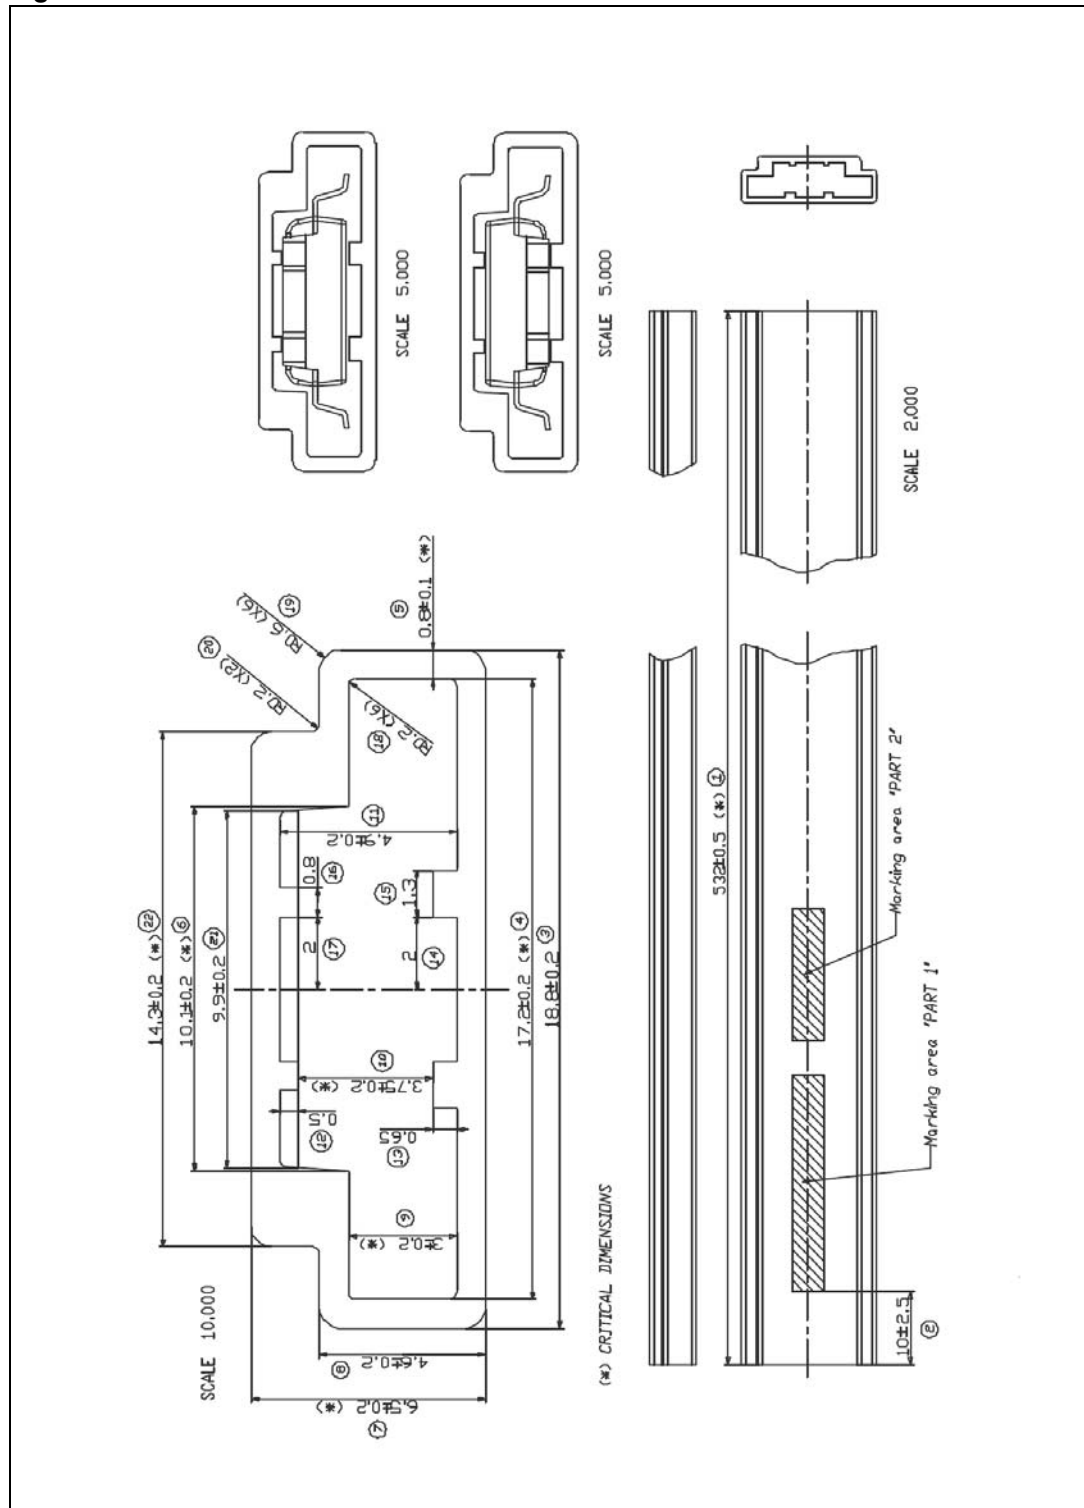 SCALE 5.000
SCALE 5.000
SCALE 2.000
SCALE 10.000
14.3±0.2 (*) 22
10.1±0.2 (*) 6
9.9±0.2 21
R0.2 (X2) 20
R0.6 (X6) 19
0.8±0.1 (*) 5
R0.2 (X6) 18
4.9±0.2 11
0.8 16
2 17
1.3 15
2 14
3.75±0.2 (*) 10
0.5 12
0.65 13
3±0.2 (*) 9
17.2±0.2 (*) 4
18.8±0.2 3
4.6±0.2 8
6.5±0.2 (*) 7
(*) CRITICAL DIMENSIONS
532±0.5 (*) 1
Marking area "PART 2"
Marking area "PART 1"
10±2.5
2